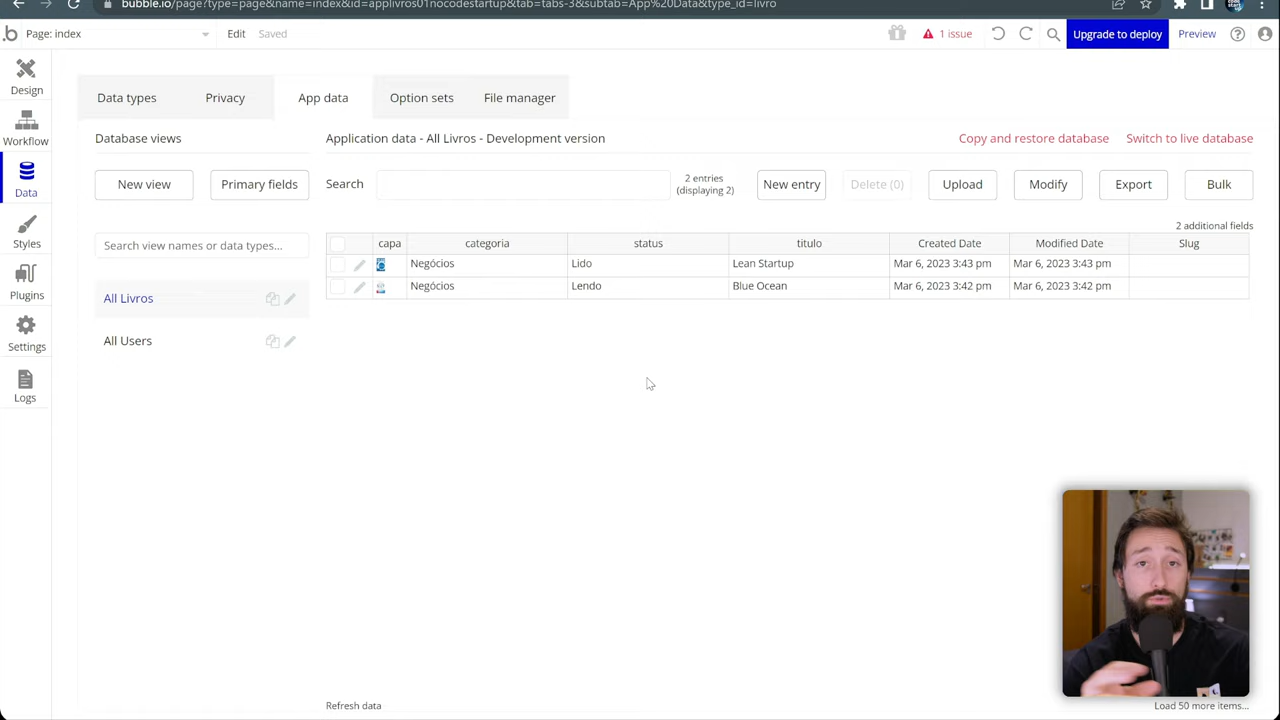 bubble.io/page?type=page&name=index&id=applivros01nocodestartup&tab=tabs-3&subtab=App%20Data&type_id=livro
Page: index
Edit
Saved
1 issue
Upgrade to deploy
Preview
Design
Workflow
Data
Styles
Plugins
Settings
Logs
Data types
Privacy
App data
Option sets
File manager
Database views
Application data - All Livros - Development version
Copy and restore database
Switch to live database
New view
Primary fields
Search
2 entries
(displaying 2)
New entry
Delete (0)
Upload
Modify
Export
Bulk
2 additional fields
Search view names or data types...
All Livros
All Users
capa categoria status titulo Created Date Modified Date Slug
Negócios Lido Lean Startup Mar 6, 2023 3:43 pm Mar 6, 2023 3:43 pm
Negócios Lendo Blue Ocean Mar 6, 2023 3:42 pm Mar 6, 2023 3:42 pm
Refresh data
Load 50 more items...